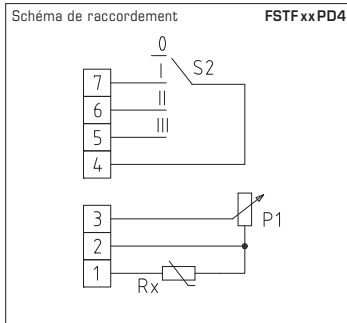 Schéma de raccordement FSTFxxPD4
0
7 I S2
6 II
5 III
4
3 P1
2
1
Rx